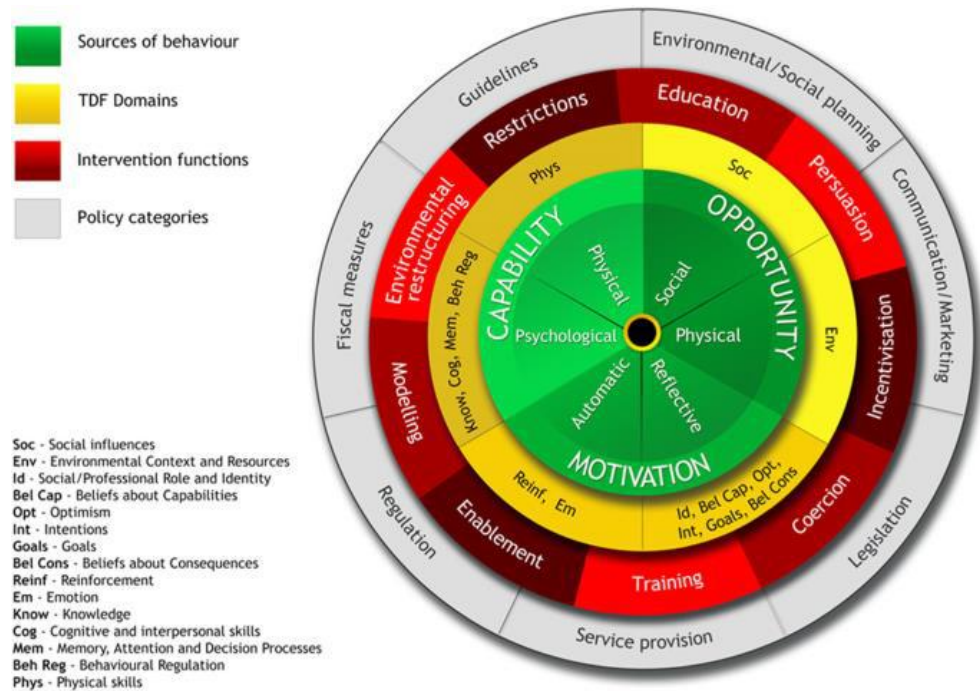 Sources of behaviour
TDF Domains
Intervention functions
Policy categories
Soc - Social influences
Env - Environmental Context and Resources
Id - Social/Professional Role and Identity
Bel Cap - Beliefs about Capabilities
Opt - Optimism
Int - Intentions
Goals - Goals
Bel Cons - Beliefs about Consequences
Reinf - Reinforcement
Em - Emotion
Know - Knowledge
Cog - Cognitive and interpersonal skills
Mem - Memory, Attention and Decision Processes
Beh Reg - Behavioural Regulation
Phys - Physical skills
Guidelines
Environmental/Social planning
Communication/Marketing
Legislation
Service provision
Regulation
Fiscal measures
Restrictions
Education
Persuasion
Incentivisation
Coercion
Training
Enablement
Modelling
Environmental
restructuring
Phys
Soc
Env
Id, Bel Cap, Opt,
Int, Goals, Bel Cons
Reinf, Em
Know, Cog, Mem, Beh Reg
CAPABILITY
OPPORTUNITY
MOTIVATION
Physical
Social
Physical
Reflective
Automatic
Psychological